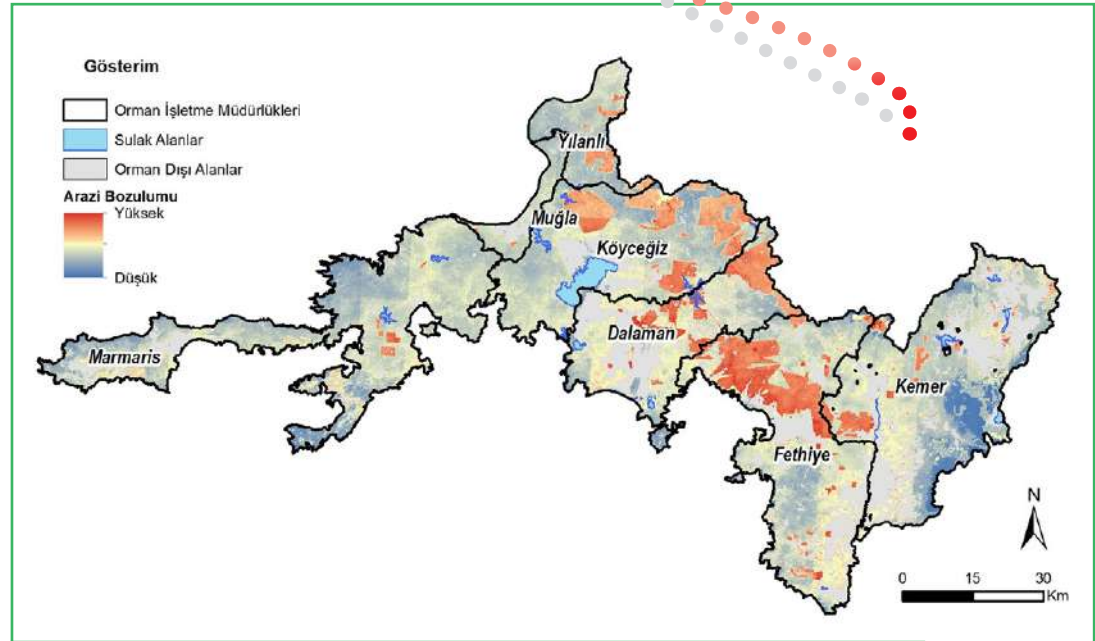 Gösterim
Orman İşletme Müdürlükleri
Sulak Alanlar
Orman Dışı Alanlar
Arazi Bozulumu
Yüksek
Düşük
Yılanlı
Muğla
Köyceğiz
Marmaris
Dalaman
Kemer
Fethiye
N
0 15 30
Km